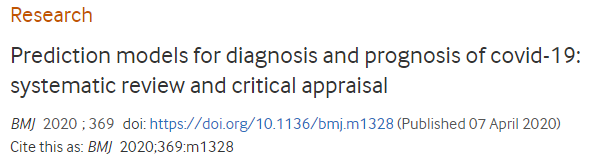 Research
Prediction models for diagnosis and prognosis of covid-19:
systematic review and critical appraisal
BMJ 2020 ; 369 doi: https://doi.org/10.1136/bmj.m1328 (Published 07 April 2020)
Cite this as: BMJ 2020;369:m1328